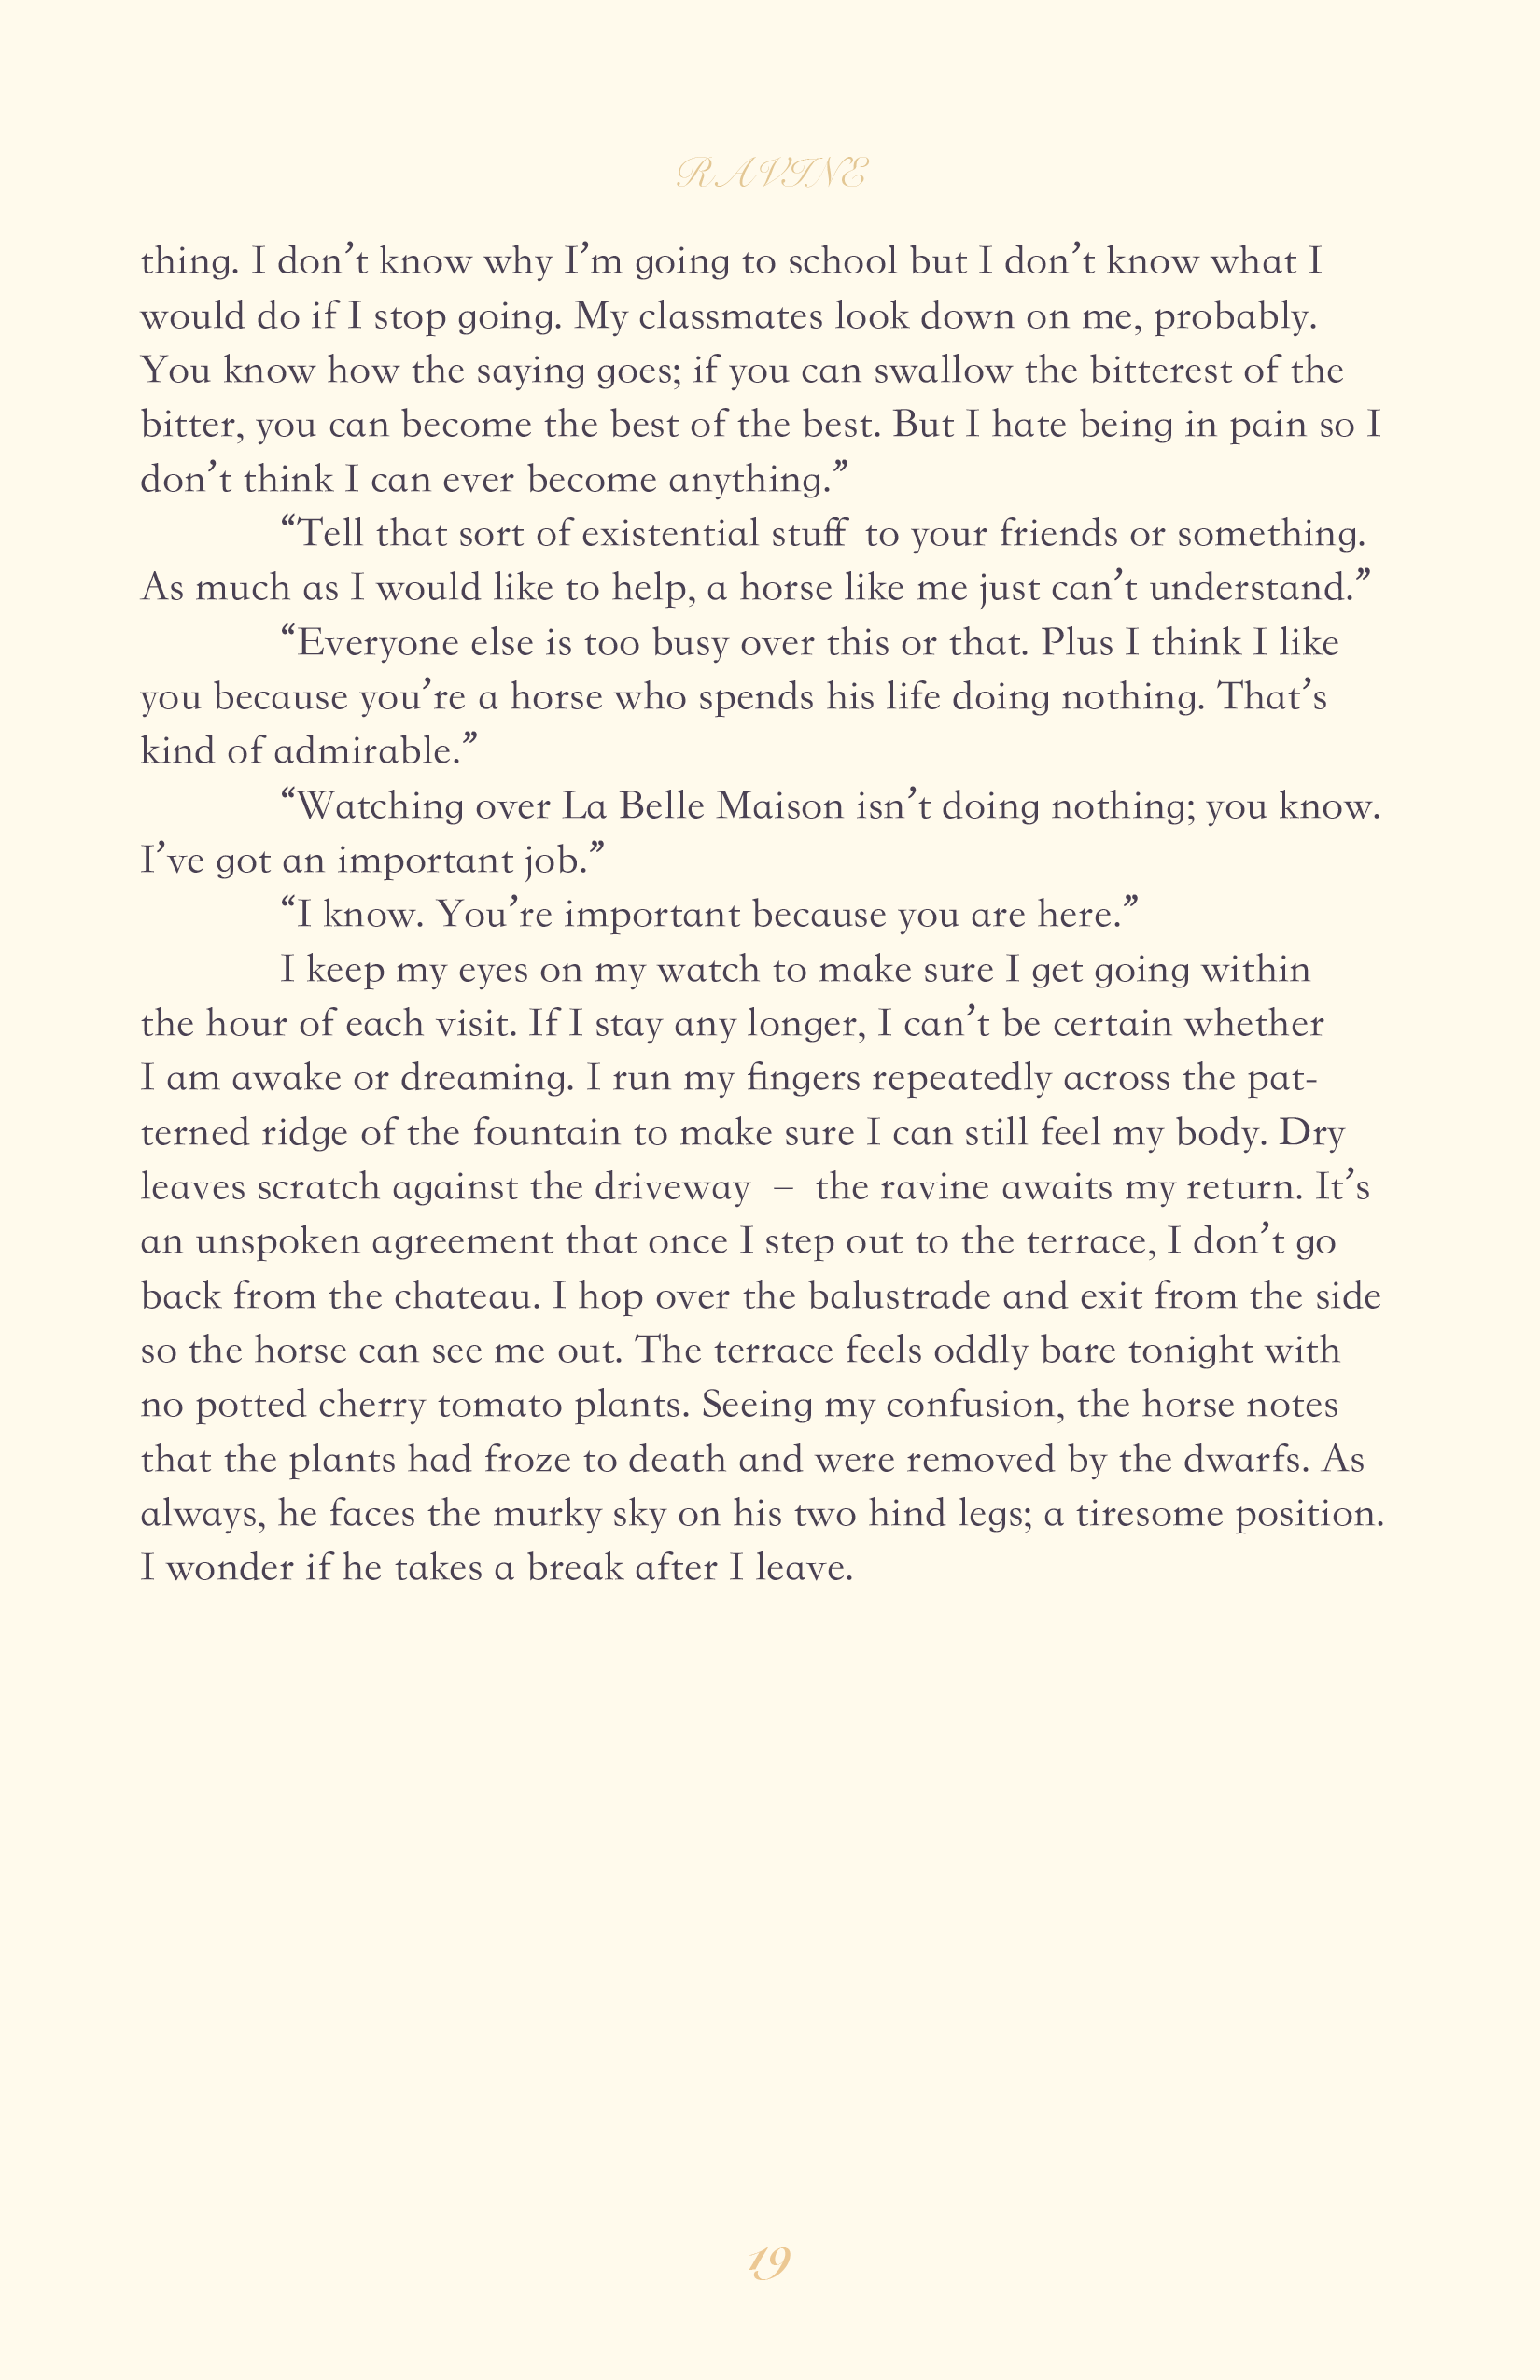 RAVINE
thing. I don’t know why I’m going to school but I don’t know what I
would do if I stop going. My classmates look down on me, probably.
You know how the saying goes; if you can swallow the bitterest of the
bitter, you can become the best of the best. But I hate being in pain so I
don’t think I can ever become anything.”
“Tell that sort of existential stuff to your friends or something.
As much as I would like to help, a horse like me just can’t understand.”
“Everyone else is too busy over this or that. Plus I think I like
you because you’re a horse who spends his life doing nothing. That’s
kind of admirable.”
“Watching over La Belle Maison isn’t doing nothing; you know.
I’ve got an important job.”
“I know. You’re important because you are here.”
I keep my eyes on my watch to make sure I get going within
the hour of each visit. If I stay any longer, I can’t be certain whether
I am awake or dreaming. I run my fingers repeatedly across the pat-
terned ridge of the fountain to make sure I can still feel my body. Dry
leaves scratch against the driveway – the ravine awaits my return. It’s
an unspoken agreement that once I step out to the terrace, I don’t go
back from the chateau. I hop over the balustrade and exit from the side
so the horse can see me out. The terrace feels oddly bare tonight with
no potted cherry tomato plants. Seeing my confusion, the horse notes
that the plants had froze to death and were removed by the dwarfs. As
always, he faces the murky sky on his two hind legs; a tiresome position.
I wonder if he takes a break after I leave.
19